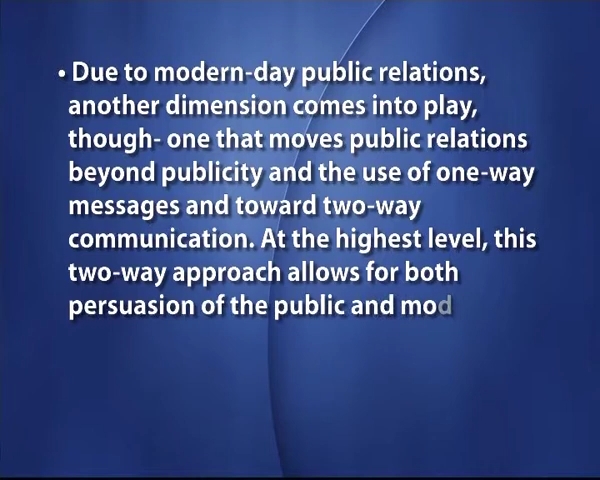 • Due to modern-day public relations,
another dimension comes into play,
though- one that moves public relations
beyond publicity and the use of one-way
messages and toward two-way
communication. At the highest level, this
two-way approach allows for both
persuasion of the public and mod